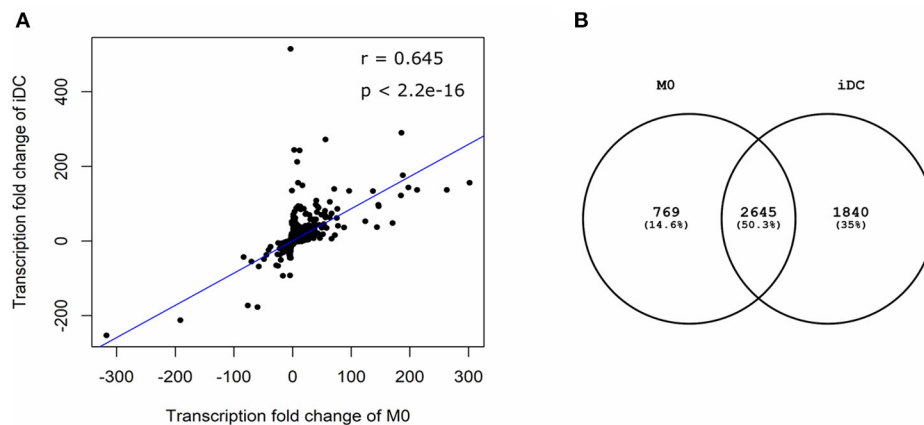 A
r = 0.645
p < 2.2e-16
Transcription fold change of iDC
400
200
0
-200
-300
-200
-100
0
100
200
300
Transcription fold change of M0
B
M0
iDC
769
(14.6%)
2645
(50.3%)
1840
(35%)